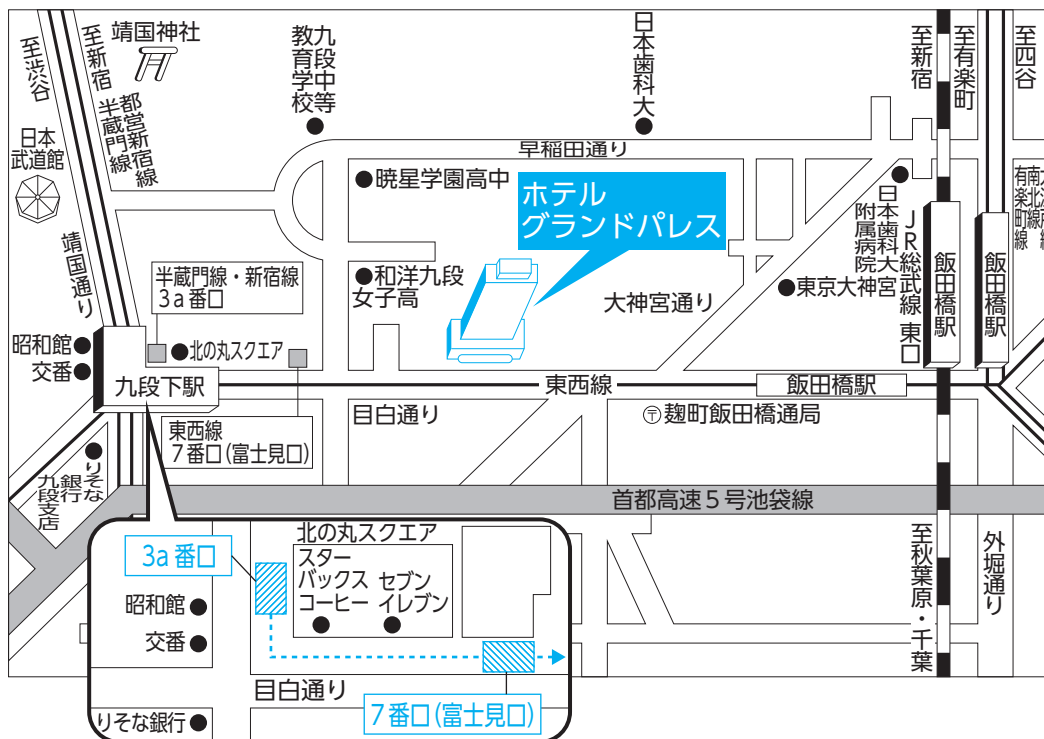 至渋谷
至新宿
靖国神社
都営新宿線
半蔵門線
九段中等
教育学校
日本歯科大
至新宿
至有楽町
至四谷
日本
武道館
早稲田通り
暁星学園高中
ホテル
グランドパレス
日本歯科大
附属病院
JR総武線 東口
飯田橋駅
飯田橋駅
南北線
有楽町線
靖国通り
半蔵門線・新宿線
3a 番口
和洋九段
女子高
大神宮通り
東京大神宮
昭和館
交番
北の丸スクエア
九段下駅
東西線
飯田橋駅
目白通り
〒麹町飯田橋通局
東西線
7番口(富士見口)
りそな
銀行
九段支店
首都高速5号池袋線
北の丸スクエア
3a 番口
スター
バックス
コーヒー
セブン
イレブン
昭和館
交番
目白通り
7番口(富士見口)
りそな銀行
至秋葉原・千葉
外堀通り